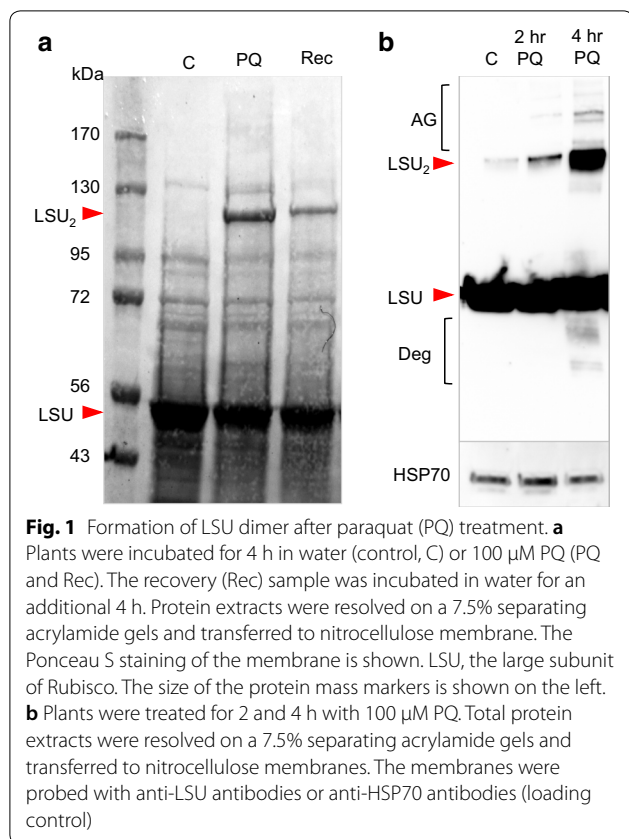 a
C PQ Rec
kDa
170
130
LSU₂
95
72
56
LSU
43
b
2 hr 4 hr
C PQ PQ
AG
LSU₂
LSU
Deg
HSP70
Fig. 1 Formation of LSU dimer after paraquat (PQ) treatment. a
Plants were incubated for 4 h in water (control, C) or 100 µM PQ (PQ
and Rec). The recovery (Rec) sample was incubated in water for an
additional 4 h. Protein extracts were resolved on a 7.5% separating
acrylamide gels and transferred to nitrocellulose membrane. The
Ponceau S staining of the membrane is shown. LSU, the large subunit
of Rubisco. The size of the protein mass markers is shown on the left.
b Plants were treated for 2 and 4 h with 100 µM PQ. Total protein
extracts were resolved on a 7.5% separating acrylamide gels and
transferred to nitrocellulose membranes. The membranes were
probed with anti-LSU antibodies or anti-HSP70 antibodies (loading
control)